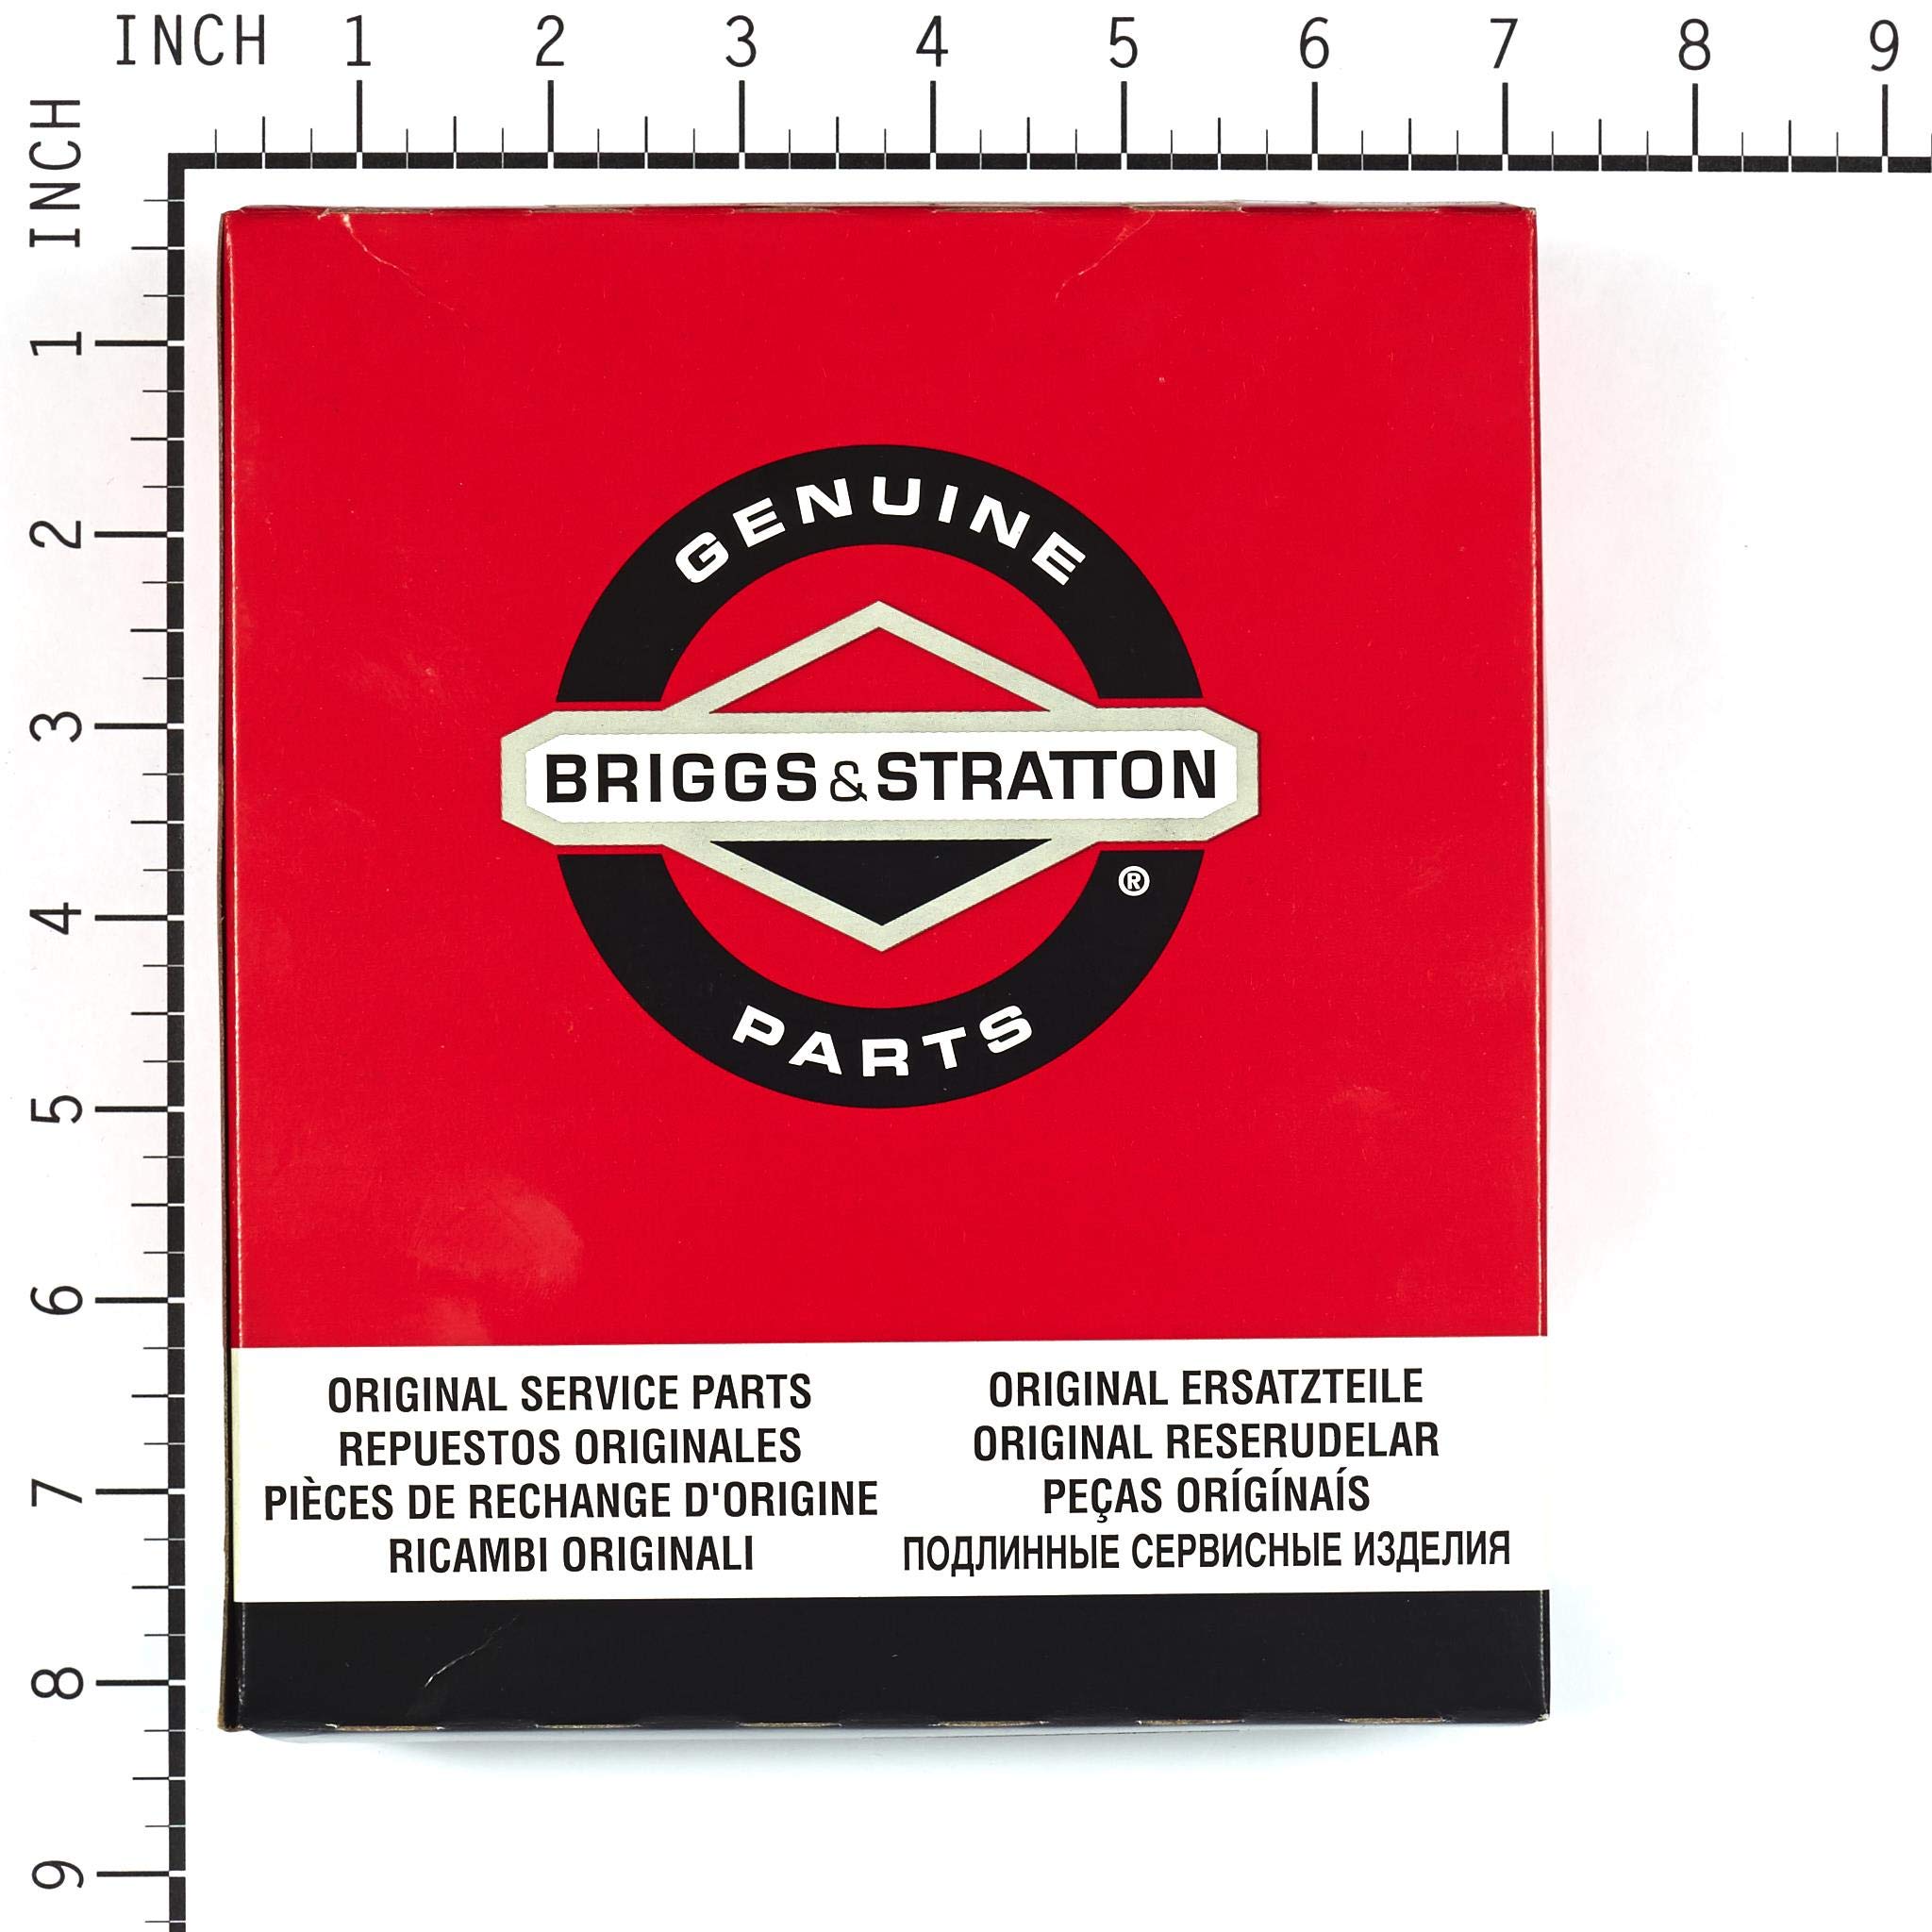 INCH 1 2 3 4 5 6 7 8 9
INCH 1 2 3 4 5 6 7 8 9
GENUINE
BRIGGS & STRATTON
®
PARTS
ORIGINAL SERVICE PARTS
REPUESTOS ORIGINALES
PIÈCES DE RECHANGE D'ORIGINE
RICAMBI ORIGINALI
ORIGINAL ERSATZTEILE
ORIGINAL RESERUDELAR
PEÇAS ORÍGÍNAÍS
ПОДЛИННЫЕ СЕРВИСНЫЕ ИЗДЕЛИЯ